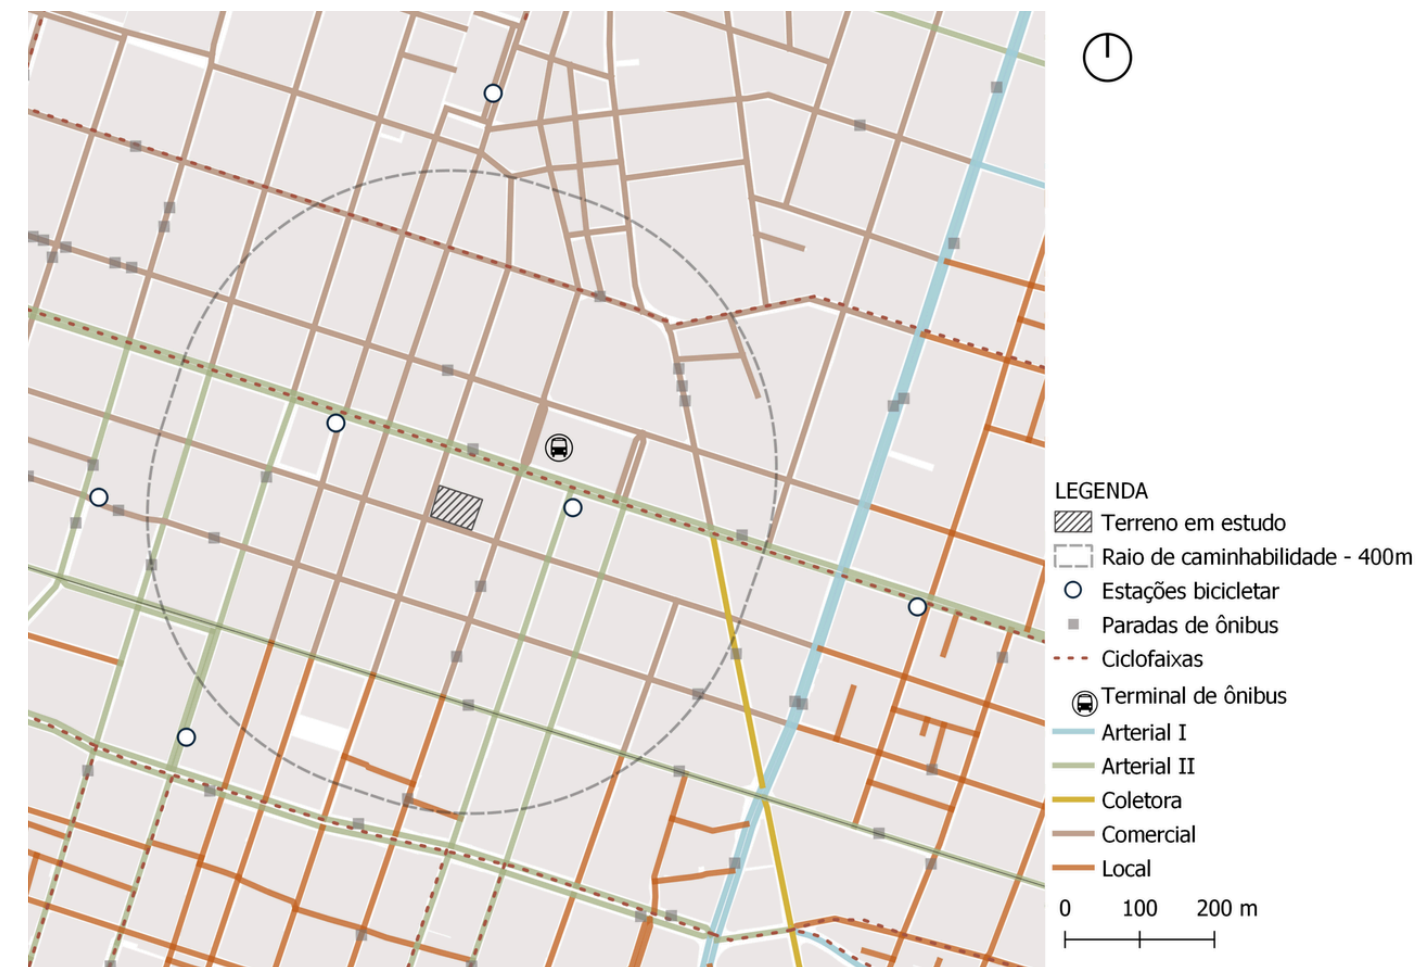 LEGENDA
Terreno em estudo
Raio de caminhabilidade - 400m
Estações bicicletar
Paradas de ônibus
Ciclofaixas
Terminal de ônibus
Arterial I
Arterial II
Coletora
Comercial
Local
0 100 200 m